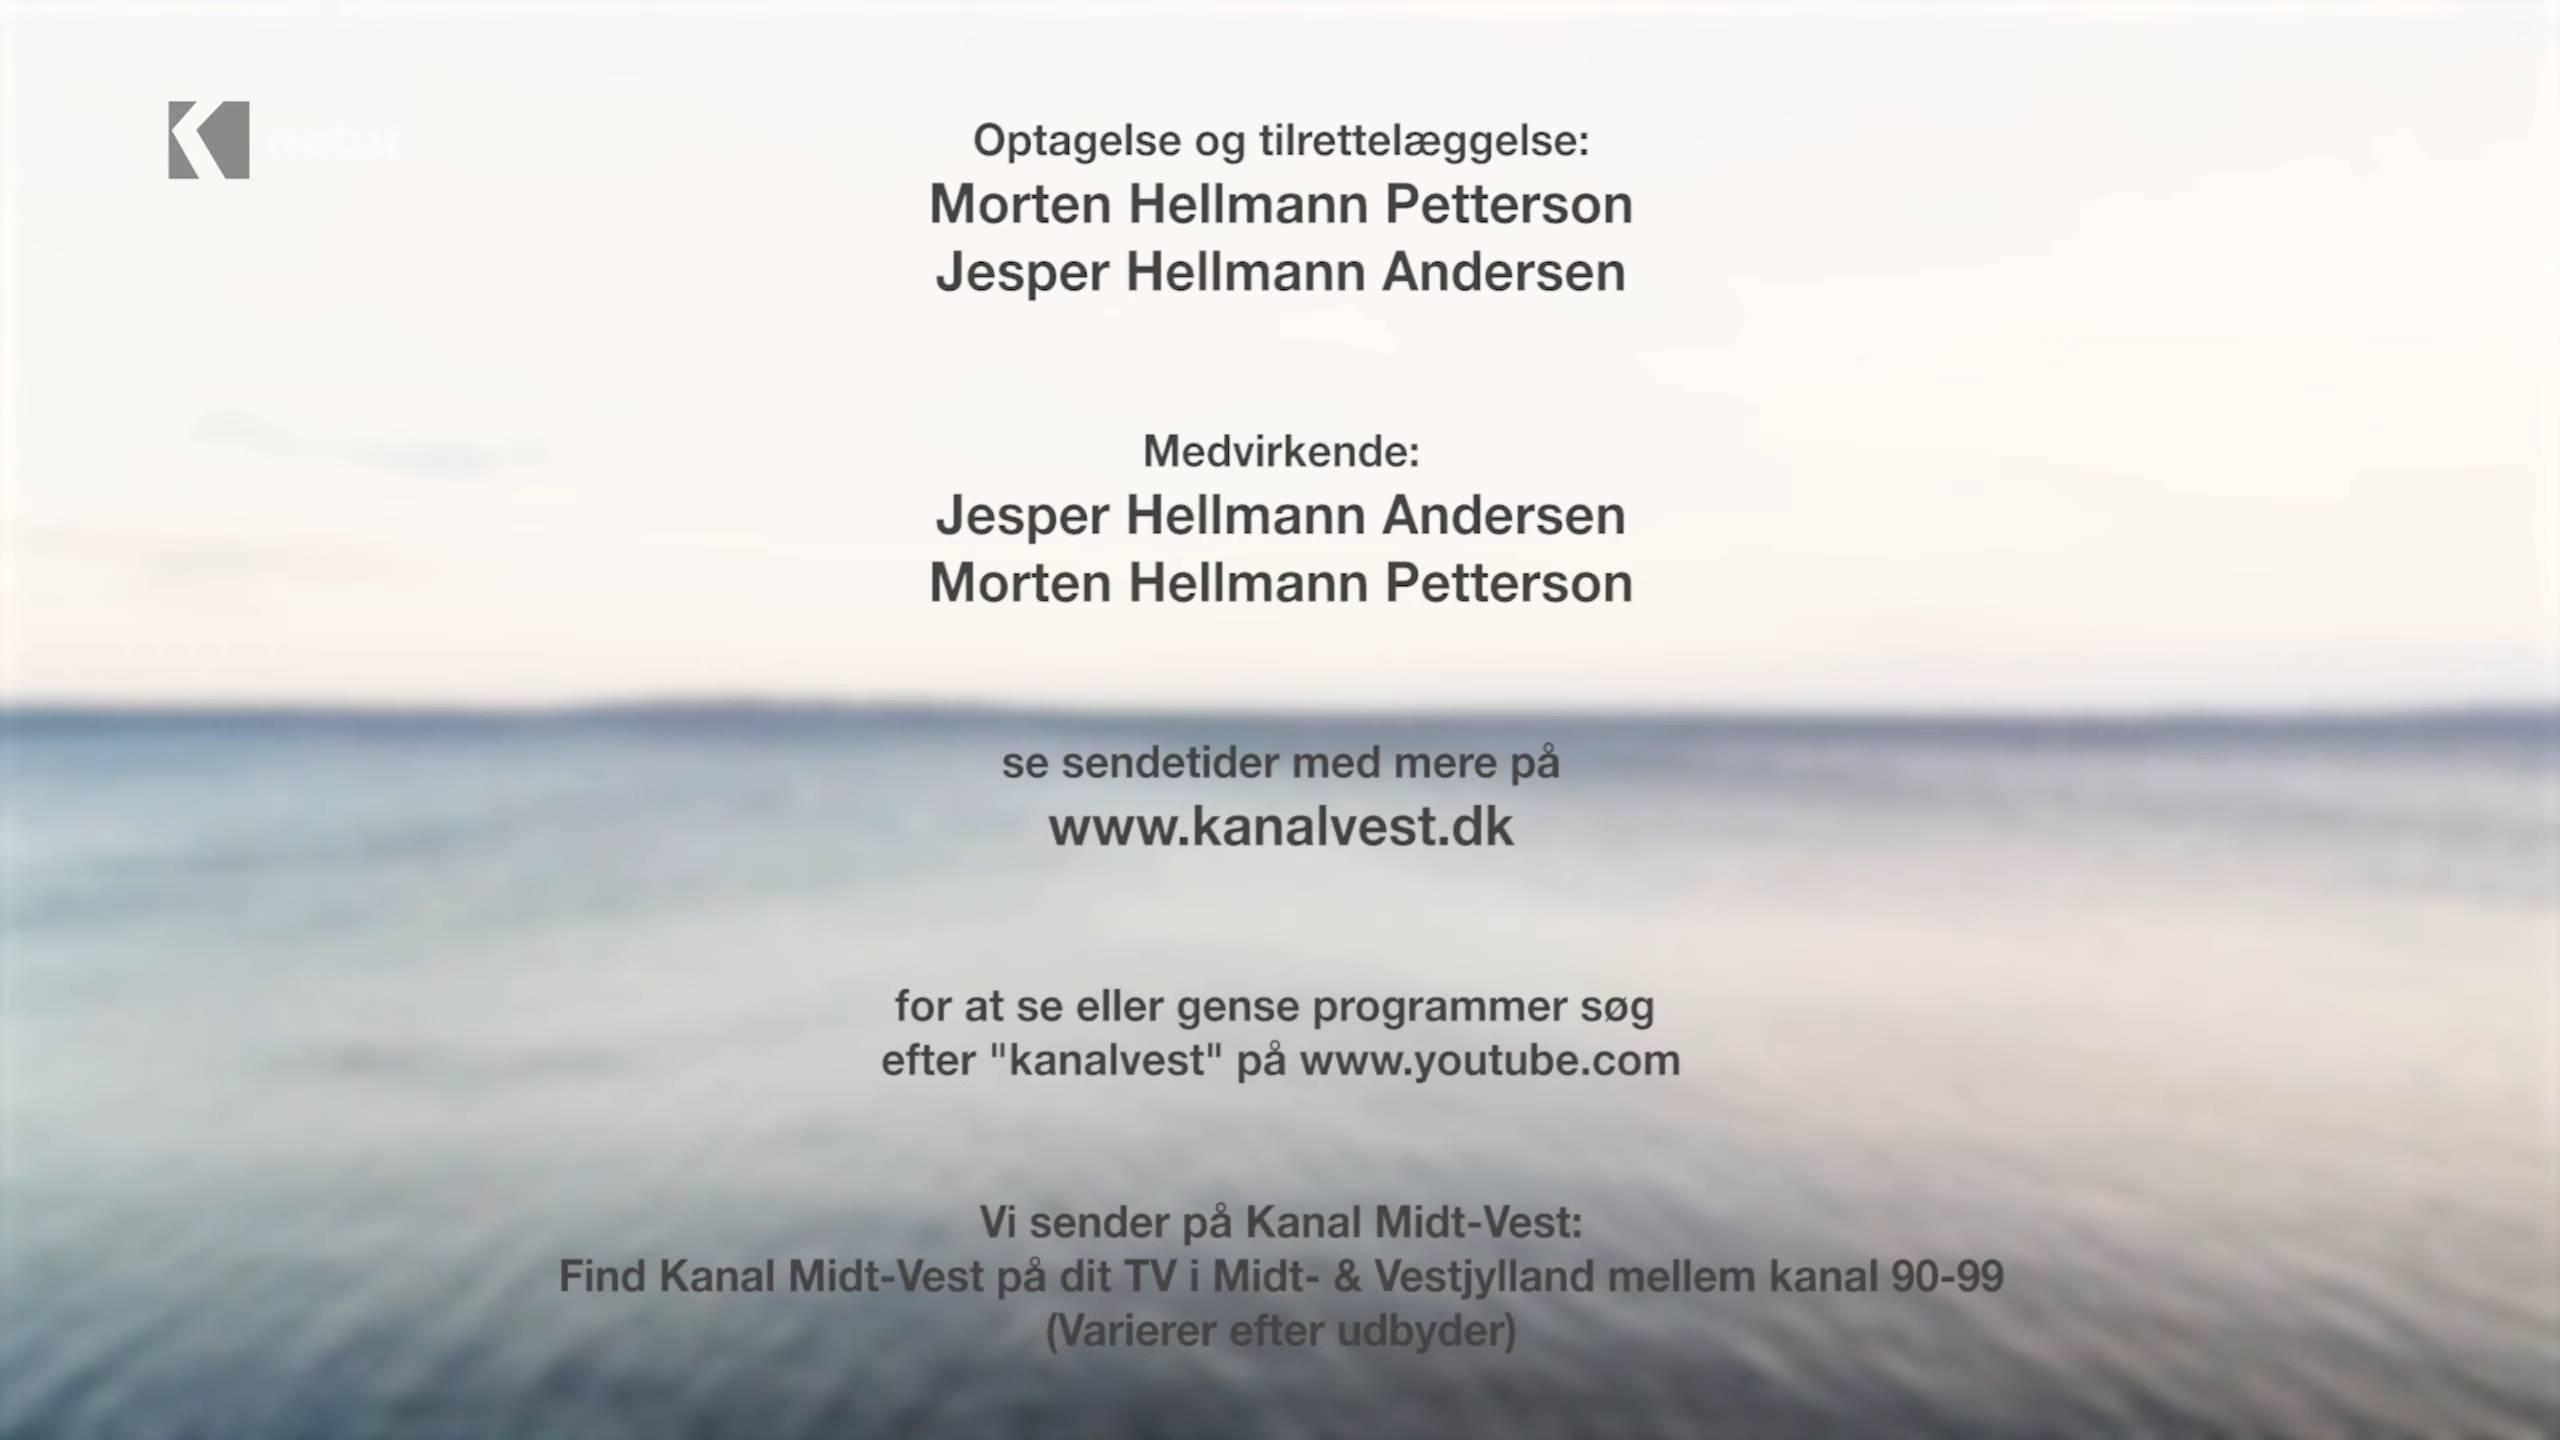 K
Optagelse og tilrettelæggelse:
Morten Hellmann Petterson
Jesper Hellmann Andersen
Medvirkende:
Jesper Hellmann Andersen
Morten Hellmann Petterson
se sendetider med mere på
www.kanalvest.dk
for at se eller gense programmer søg
efter "kanalvest" på www.youtube.com
Vi sender på Kanal Midt-Vest:
Find Kanal Midt-Vest på dit TV i Midt- & Vestjylland mellem kanal 90-99
(Varierer efter udbyder)